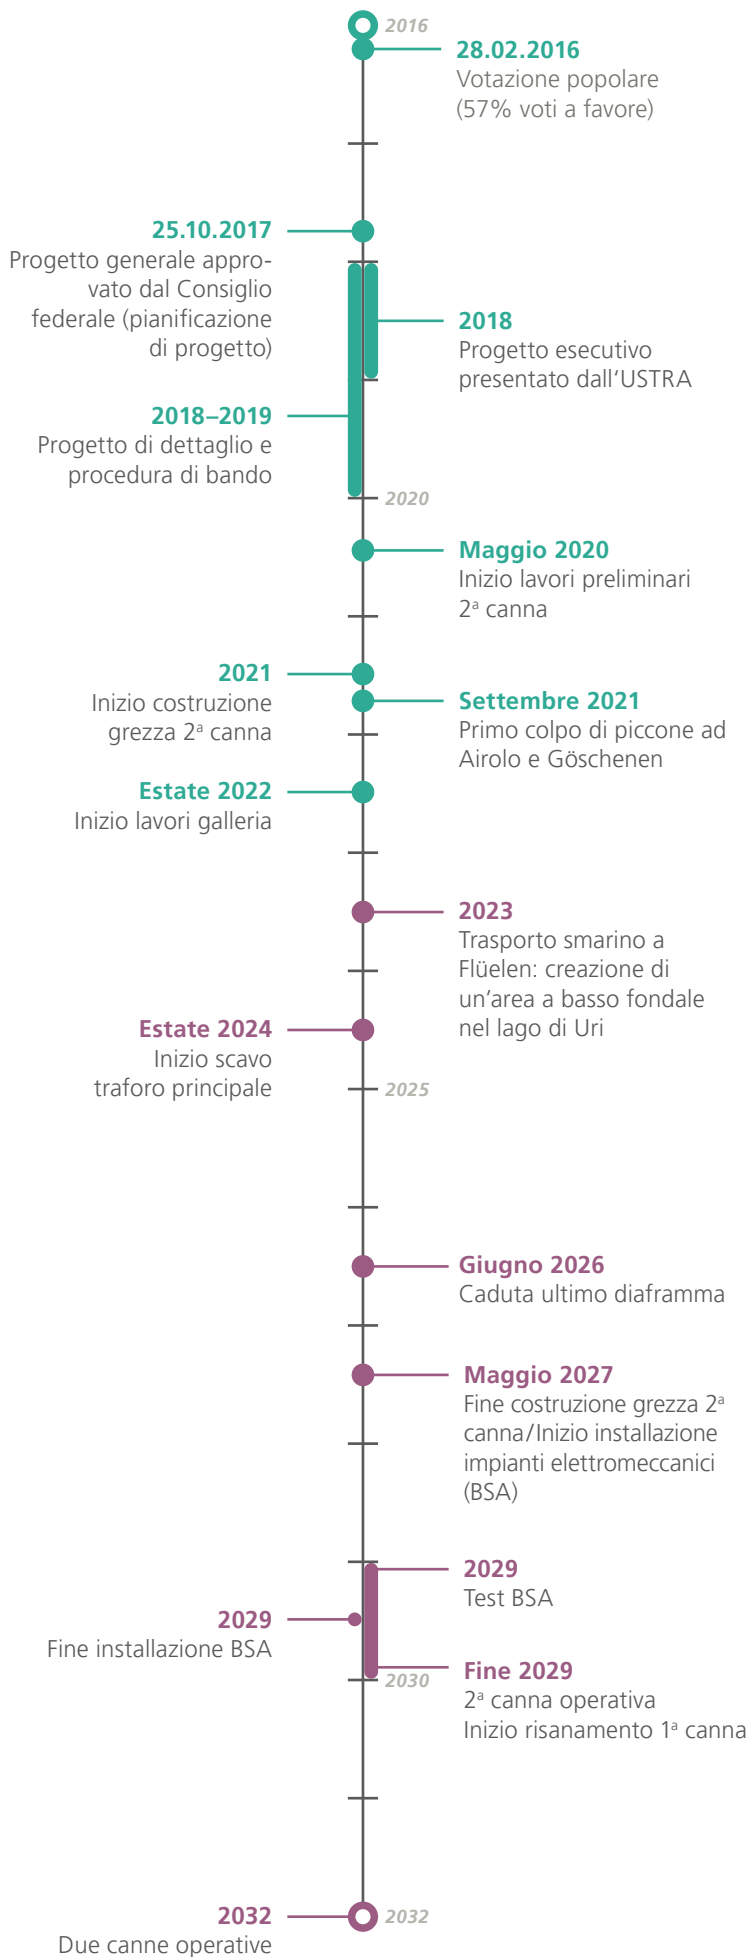 2016
28.02.2016
Votazione popolare
(57% voti a favore)
25.10.2017
Progetto generale appro-
vato dal Consiglio
federale (pianificazione
di progetto)
2018
Progetto esecutivo
presentato dall‘USTRA
2018–2019
Progetto di dettaglio e
procedura di bando
2020
Maggio 2020
Inizio lavori preliminari
2ª canna
2021
Inizio costruzione
grezza 2ª canna
Settembre 2021
Primo colpo di piccone ad
Airolo e Göschenen
Estate 2022
Inizio lavori galleria
2023
Trasporto smarino a
Flüelen: creazione di
un’area a basso fondale
nel lago di Uri
Estate 2024
Inizio scavo
traforo principale
2025
Giugno 2026
Caduta ultimo diaframma
Maggio 2027
Fine costruzione grezza 2ª
canna/Inizio installazione
impianti elettromeccanici
(BSA)
2029
Test BSA
2029
Fine installazione BSA
Fine 2029
2ª canna operativa
Inizio risanamento 1ª canna
2030
2032
Due canne operative
2032